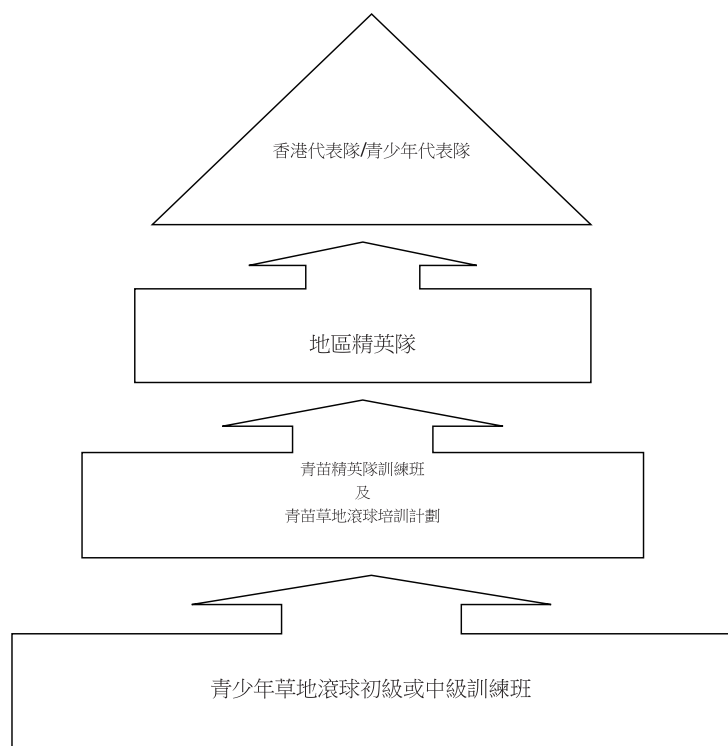 香港代表隊/青少年代表隊
地區精英隊
青苗精英隊訓練班
及
青苗草地滾球培訓計劃
青少年草地滾球初級或中級訓練班